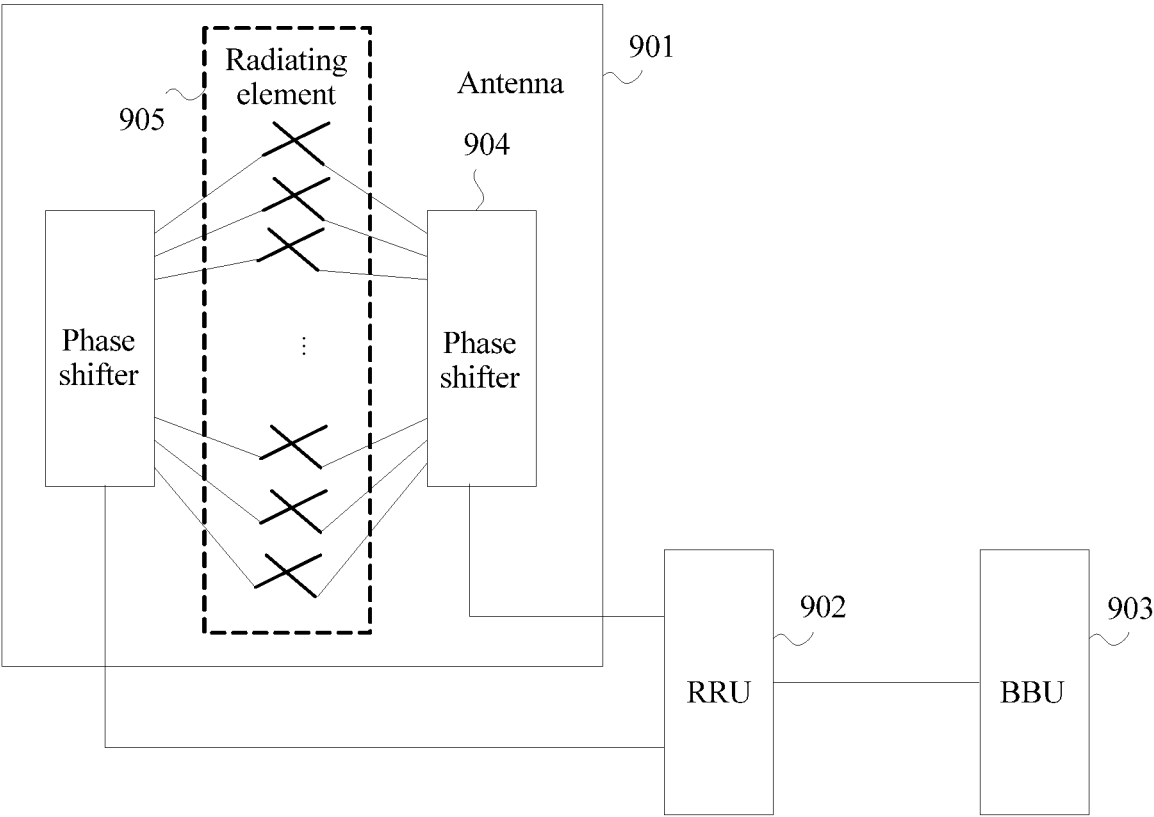 901
Radiating
element
Antenna
905
904
Phase
shifter
...
Phase
shifter
902
903
RRU
BBU